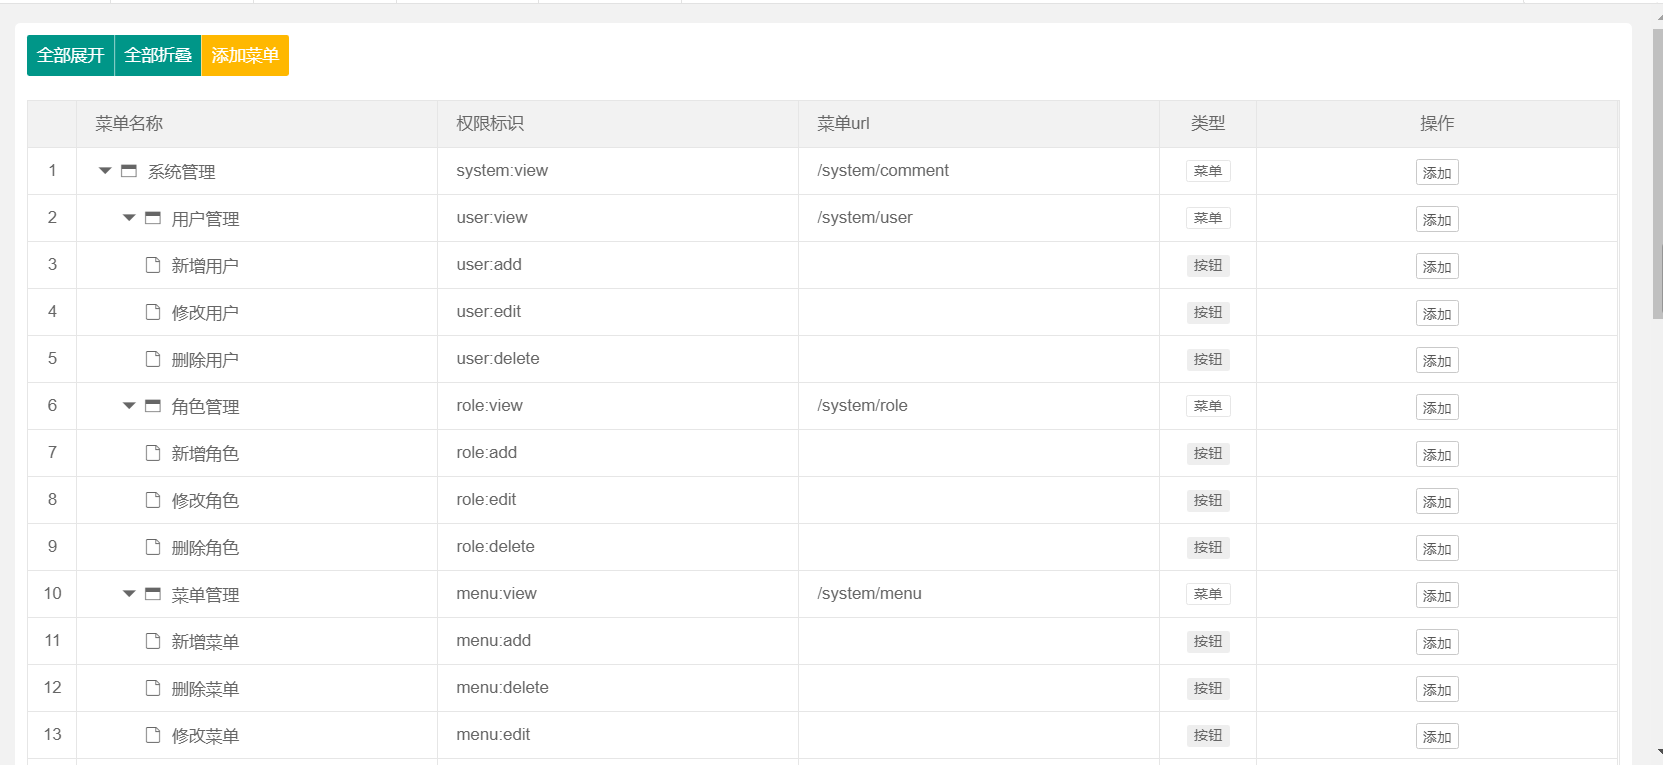 全部展开 全部折叠 添加菜单
菜单名称 权限标识 菜单url 类型 操作
1 系统管理 system:view /system/comment 菜单 添加
2 用户管理 user:view /system/user 菜单 添加
3 新增用户 user:add 按钮 添加
4 修改用户 user:edit 按钮 添加
5 删除用户 user:delete 按钮 添加
6 角色管理 role:view /system/role 菜单 添加
7 新增角色 role:add 按钮 添加
8 修改角色 role:edit 按钮 添加
9 删除角色 role:delete 按钮 添加
10 菜单管理 menu:view /system/menu 菜单 添加
11 新增菜单 menu:add 按钮 添加
12 删除菜单 menu:delete 按钮 添加
13 修改菜单 menu:edit 按钮 添加